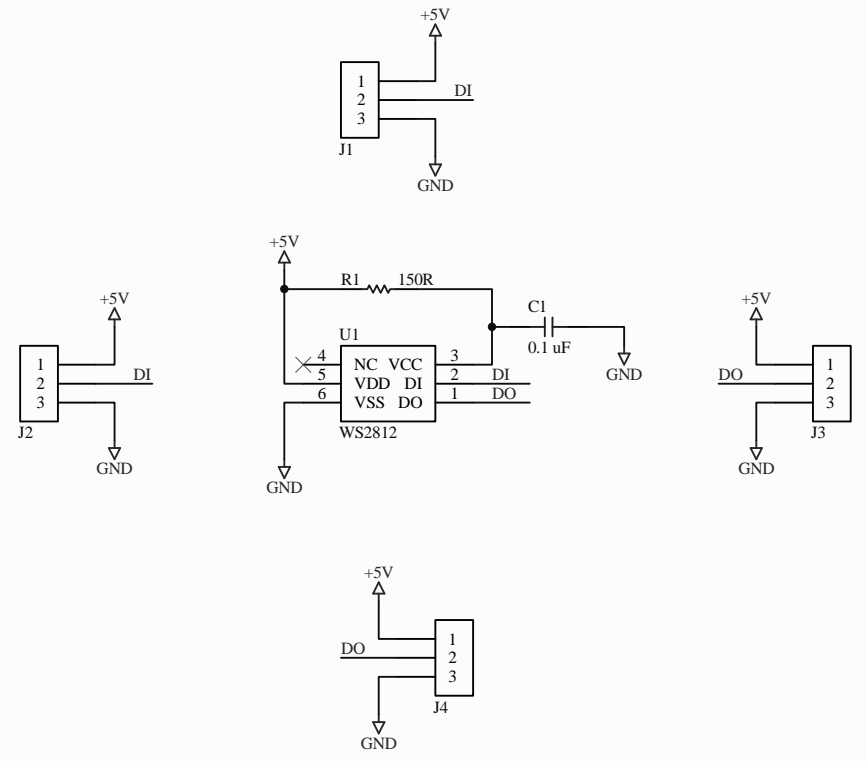 +5V
1
DI
2
3
J1
GND
+5V
R1 150R
C1
0.1 uF
GND
U1
4 NC VCC 3
5 VDD DI 2 DI
6 VSS DO 1 DO
WS2812
GND
+5V
1
2 DI
3
J2
GND
+5V
1
DO 2
3
J3
GND
+5V
1
DO 2
3
J4
GND